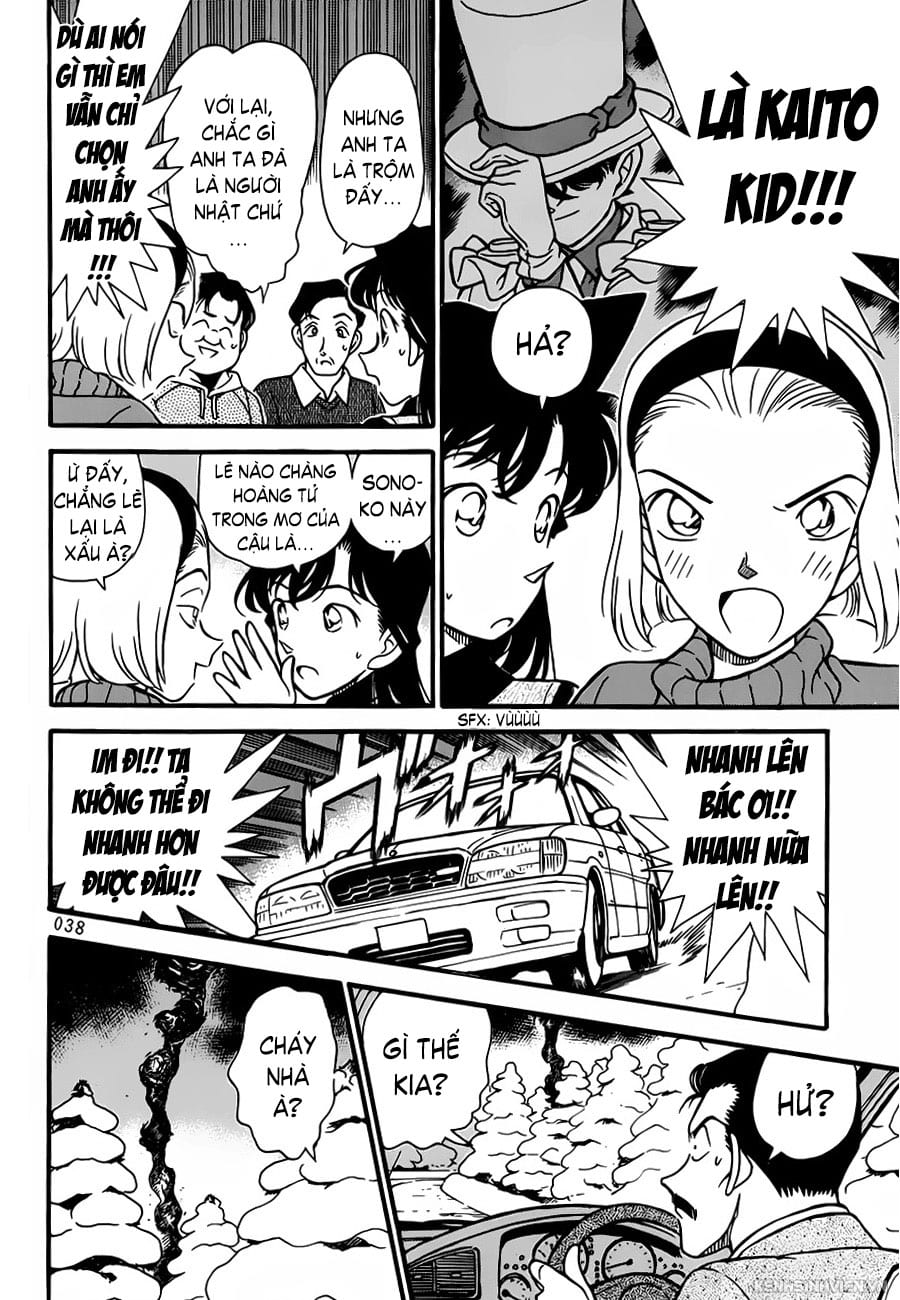 LÀ KAITO
KID!!!
HẢ?
NHƯNG
ANH TA
LÀ TRỘM
ĐẤY...
VỚI LẠI,
CHẮC GÌ
ANH TA ĐÃ
LÀ NGƯỜI
NHẬT CHỨ
...
DÙ AI NÓI
GÌ THÌ EM
VẪN CHỈ
CHỌN
ANH ẤY
MÀ THÔI
!!!
SONO-
KO NÀY
...
LẼ NÀO CHÀNG
HOÀNG TỬ
TRONG MƠ CỦA
CẬU LÀ...
Ừ ĐẤY,
CHẲNG LẼ
LẠI LÀ
XẤU À?
SFX: VÙÙÙÙ
NHANH LÊN
BÁC ƠI!!
NHANH NỮA
LÊN!!
IM ĐI!! TA
KHÔNG THỂ ĐI
NHANH HƠN
ĐƯỢC ĐÂU!!
038
HỬ?
GÌ THẾ
KIA?
CHÁY
NHÀ
À?